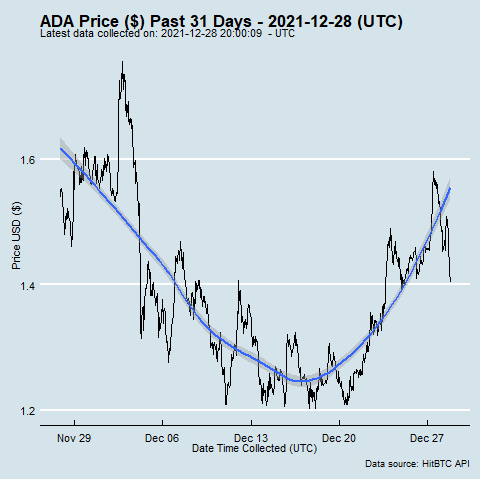 ADA Price ($) Past 31 Days - 2021-12-28 (UTC)
Latest data collected on: 2021-12-28 20:00:09 - UTC
Price USD ($)
1.6
1.4
1.2
Nov 29 Dec 06 Dec 13 Dec 20 Dec 27
Date Time Collected (UTC)
Data source: HitBTC API